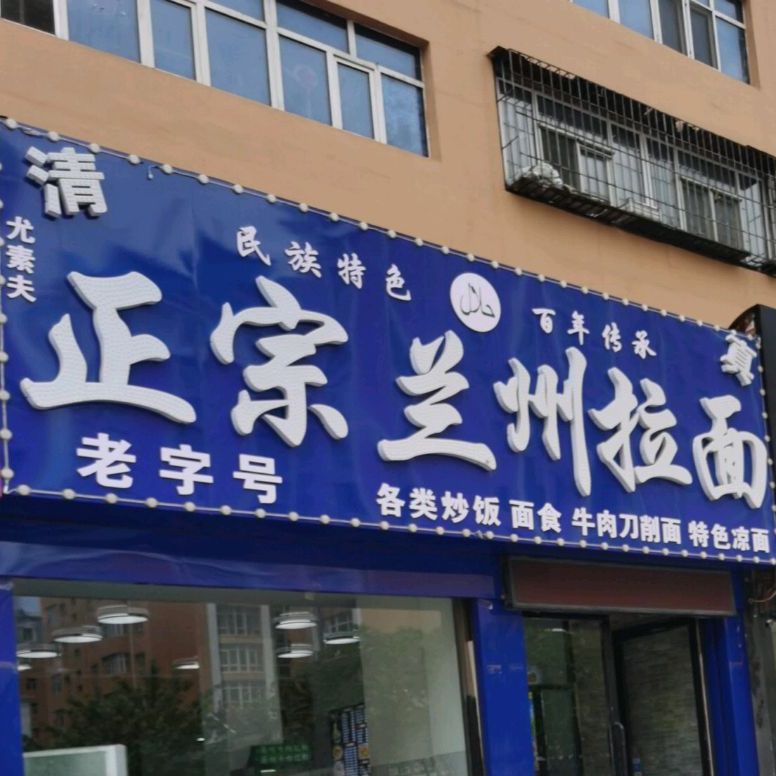 清
尤素夫
民族特色
حلال
百年传承
真
正宗兰州拉面
老字号
各类炒饭 面食 牛肉刀削面 特色凉面